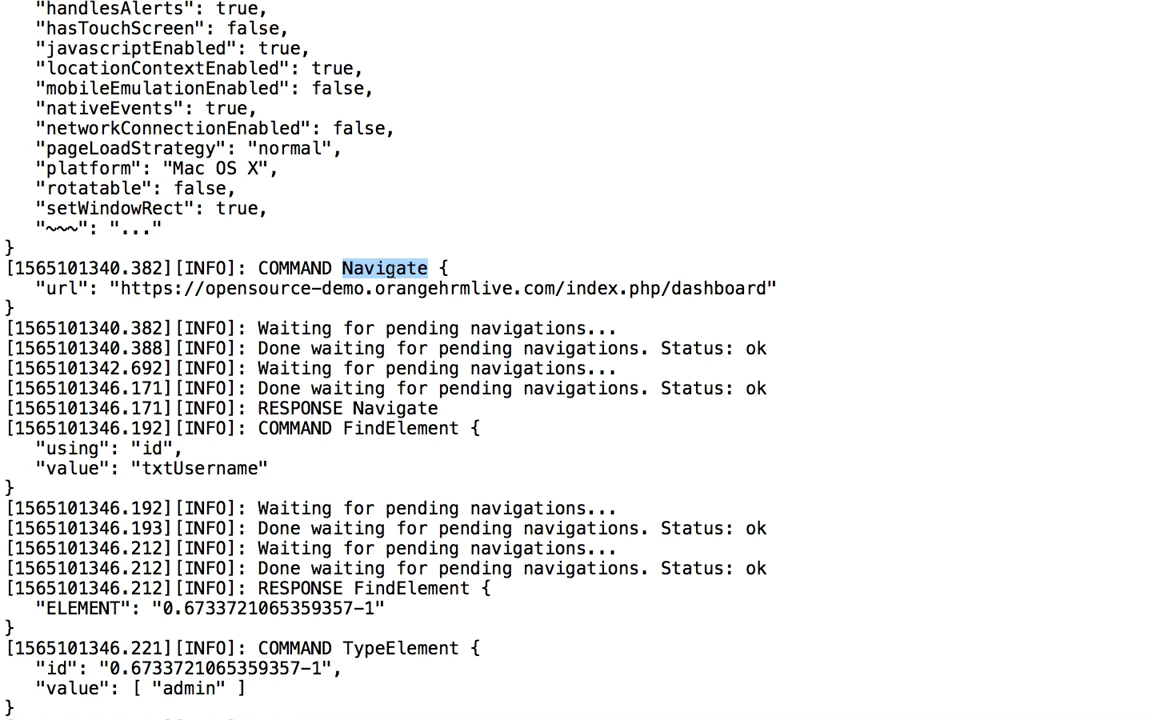 "handlesAlerts": true,
"hasTouchScreen": false,
"javascriptEnabled": true,
"locationContextEnabled": true,
"mobileEmulationEnabled": false,
"nativeEvents": true,
"networkConnectionEnabled": false,
"pageLoadStrategy": "normal",
"platform": "Mac OS X",
"rotatable": false,
"setWindowRect": true,
"~~~": "..."
}
[1565101340.382][INFO]: COMMAND Navigate {
"url": "https://opensource-demo.orangehrmlive.com/index.php/dashboard"
}
[1565101340.382][INFO]: Waiting for pending navigations...
[1565101340.388][INFO]: Done waiting for pending navigations. Status: ok
[1565101342.692][INFO]: Waiting for pending navigations...
[1565101346.171][INFO]: Done waiting for pending navigations. Status: ok
[1565101346.171][INFO]: RESPONSE Navigate
[1565101346.192][INFO]: COMMAND FindElement {
"using": "id",
"value": "txtUsername"
}
[1565101346.192][INFO]: Waiting for pending navigations...
[1565101346.193][INFO]: Done waiting for pending navigations. Status: ok
[1565101346.212][INFO]: Waiting for pending navigations...
[1565101346.212][INFO]: Done waiting for pending navigations. Status: ok
[1565101346.212][INFO]: RESPONSE FindElement {
"ELEMENT": "0.6733721065359357-1"
}
[1565101346.221][INFO]: COMMAND TypeElement {
"id": "0.6733721065359357-1",
"value": [ "admin" ]
}